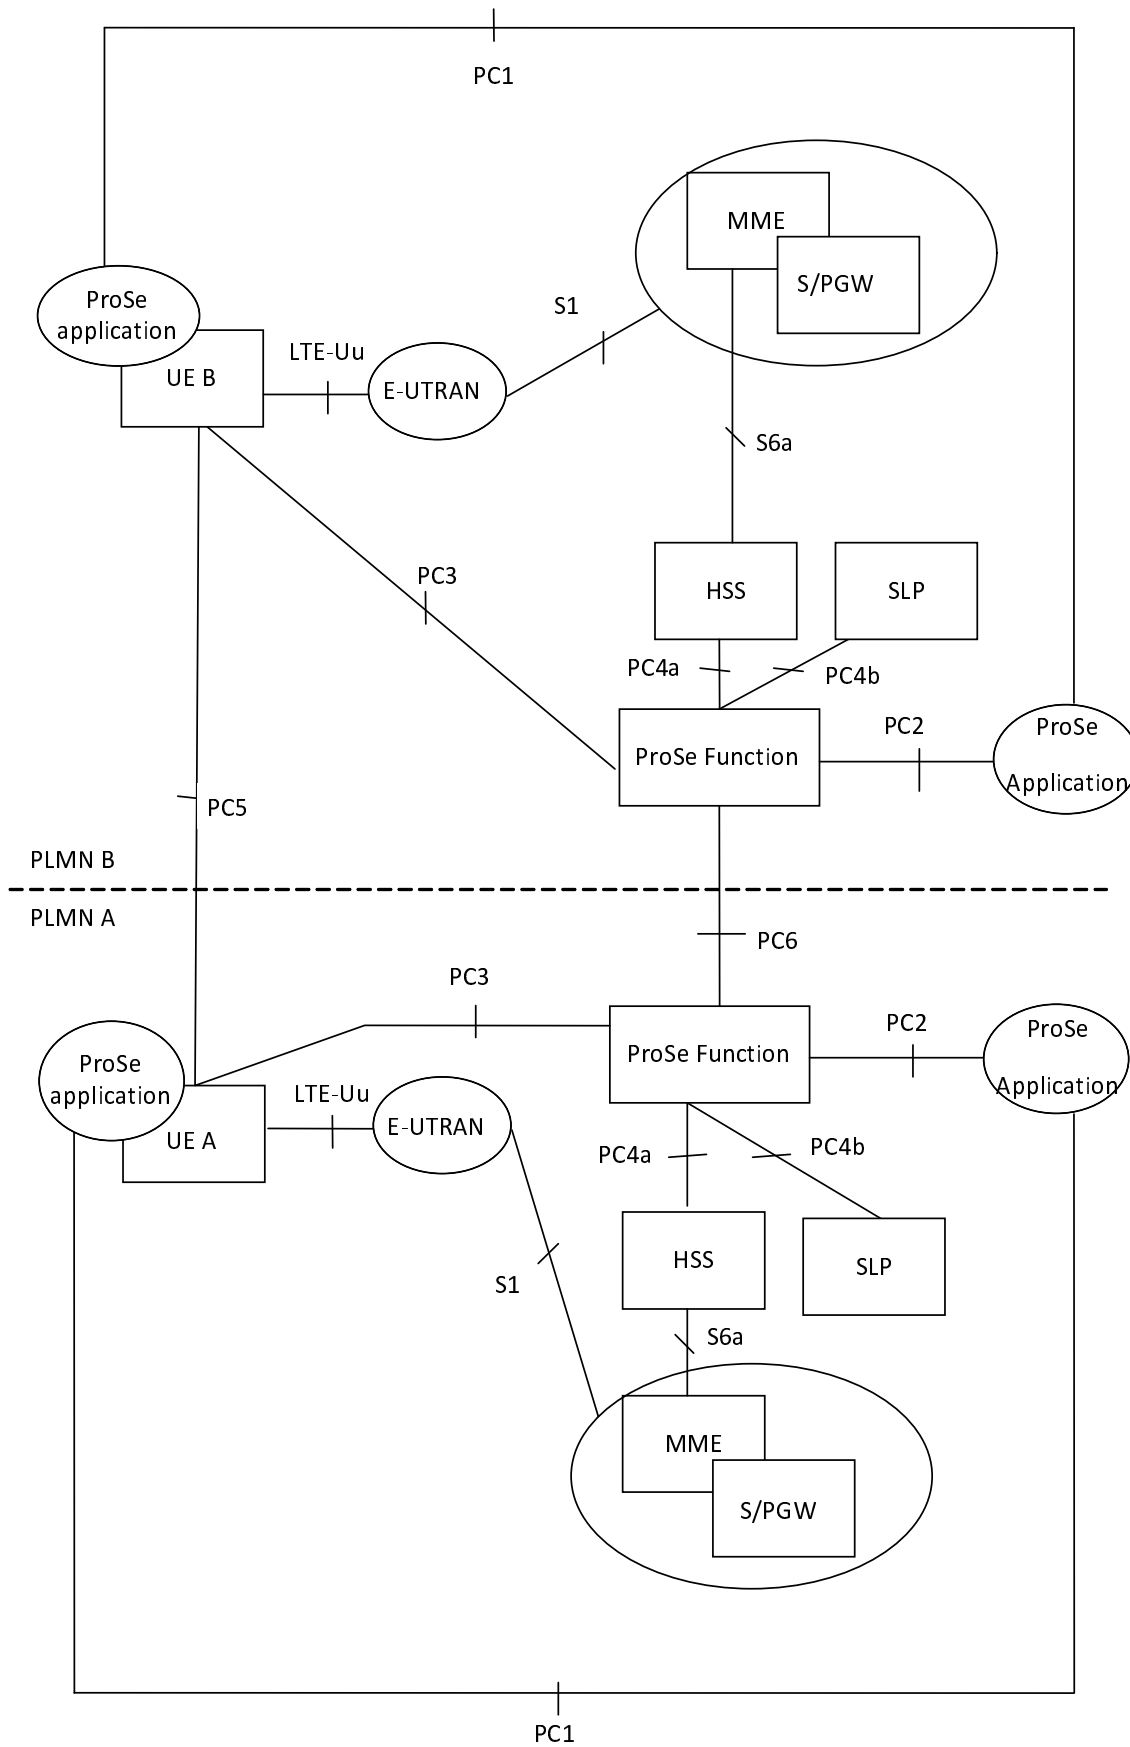 PC1
MME
S/PGW
ProSe
application
S1
LTE-Uu
UE B
E-UTRAN
S6a
PC3
HSS
SLP
PC4a
PC4b
PC2
ProSe
ProSe Function
Application
PC5
PLMN B
PLMN A
PC6
PC3
PC2
ProSe
ProSe Function
ProSe
application
LTE-Uu
Application
UE A
E-UTRAN
PC4a
PC4b
HSS
SLP
S1
S6a
MME
S/PGW
PC1